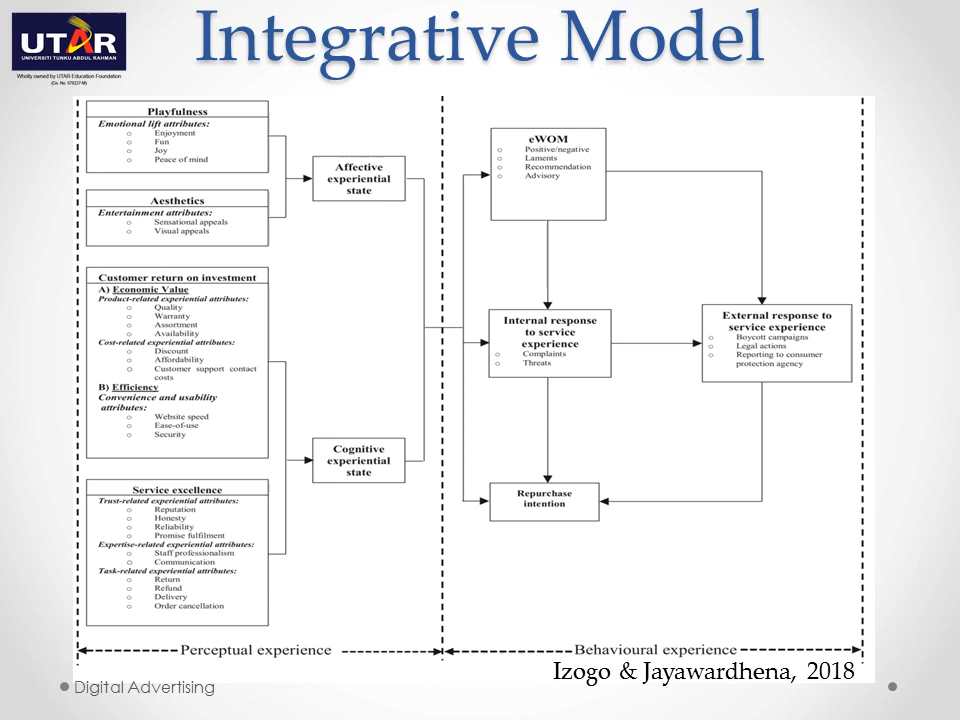 Integrative Model
UTAR
UNIVERSITI TUNKU ABDUL RAHMAN
Wholly owned by UTAR Education Foundation
(Co. No. 578227-M)
Playfulness
Emotional lift attributes:
o Enjoyment
o Fun
o Joy
o Peace of mind
Aesthetics
Entertainment attributes:
o Sensational appeals
o Visual appeals
Customer return on investment
A) Economic Value
Product-related experiential attributes:
o Quality
o Warranty
o Assortment
o Availability
Cost-related experiential attributes:
o Discount
o Affordability
o Customer support contact
costs
B) Efficiency
Convenience and usability
attributes:
o Website speed
o Ease-of-use
o Security
Service excellence
Trust-related experiential attributes:
o Reputation
o Honesty
o Reliability
o Promise fulfilment
Expertise-related experiential attributes:
o Staff professionalism
o Communication
Task-related experiential attributes:
o Return
o Refund
o Delivery
o Order cancellation
Affective
experiential
state
Cognitive
experiential
state
eWOM
o Positive/negative
o Laments
o Recommendation
o Advisory
Internal response
to service
experience
o Complaints
o Threats
External response to
service experience
o Boycott campaigns
o Legal actions
o Reporting to consumer
protection agency
Repurchase
intention
Perceptual experience
Behavioural experience
Izogo & Jayawardhena, 2018
Digital Advertising